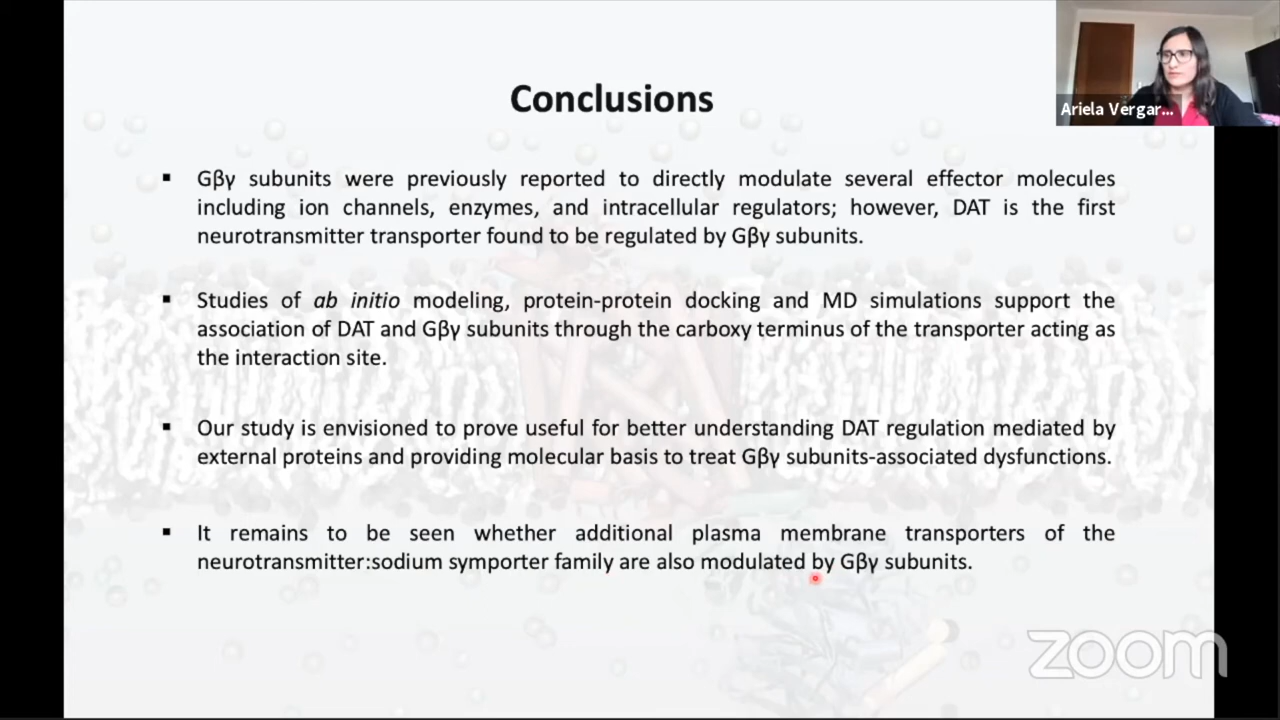 Conclusions
Ariela Vergar...
▪ Gβγ subunits were previously reported to directly modulate several effector molecules
including ion channels, enzymes, and intracellular regulators; however, DAT is the first
neurotransmitter transporter found to be regulated by Gβγ subunits.
▪ Studies of ab initio modeling, protein-protein docking and MD simulations support the
association of DAT and Gβγ subunits through the carboxy terminus of the transporter acting as
the interaction site.
▪ Our study is envisioned to prove useful for better understanding DAT regulation mediated by
external proteins and providing molecular basis to treat Gβγ subunits-associated dysfunctions.
▪ It remains to be seen whether additional plasma membrane transporters of the
neurotransmitter:sodium symporter family are also modulated by Gβγ subunits.
zoom